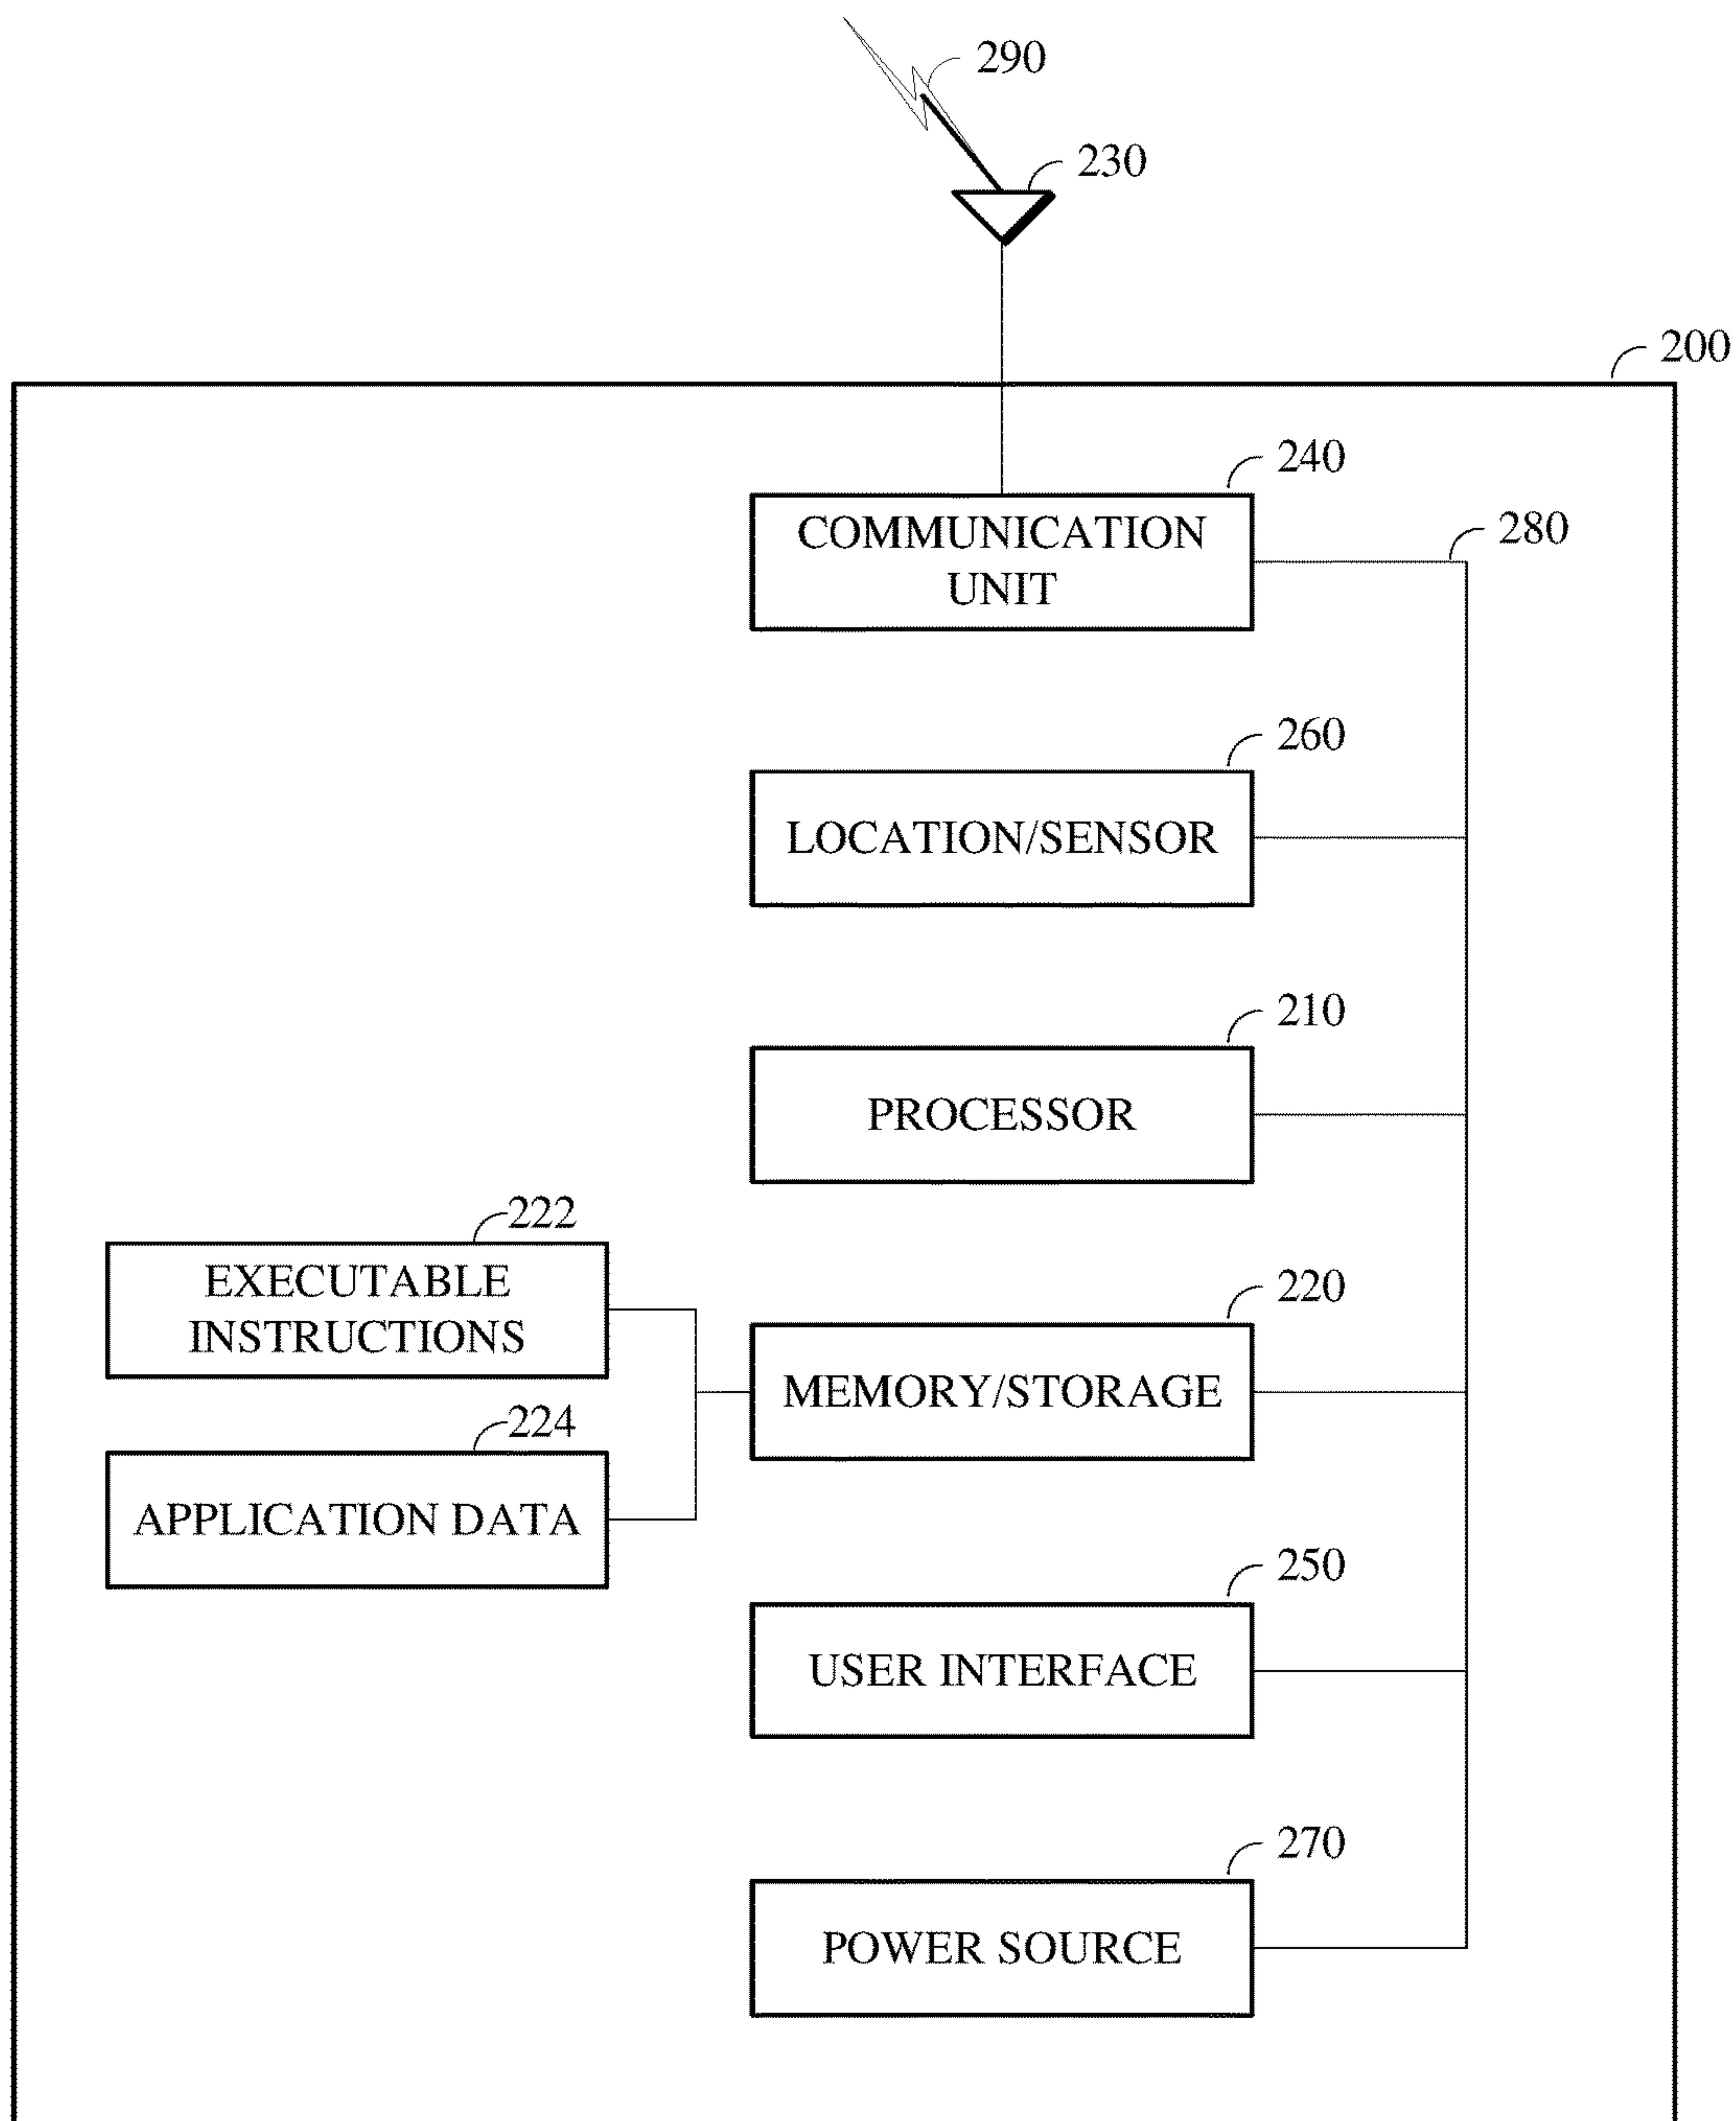 290
230
200
240
COMMUNICATION
UNIT
280
260
LOCATION/SENSOR
210
PROCESSOR
222
EXECUTABLE
INSTRUCTIONS
220
MEMORY/STORAGE
224
APPLICATION DATA
250
USER INTERFACE
270
POWER SOURCE